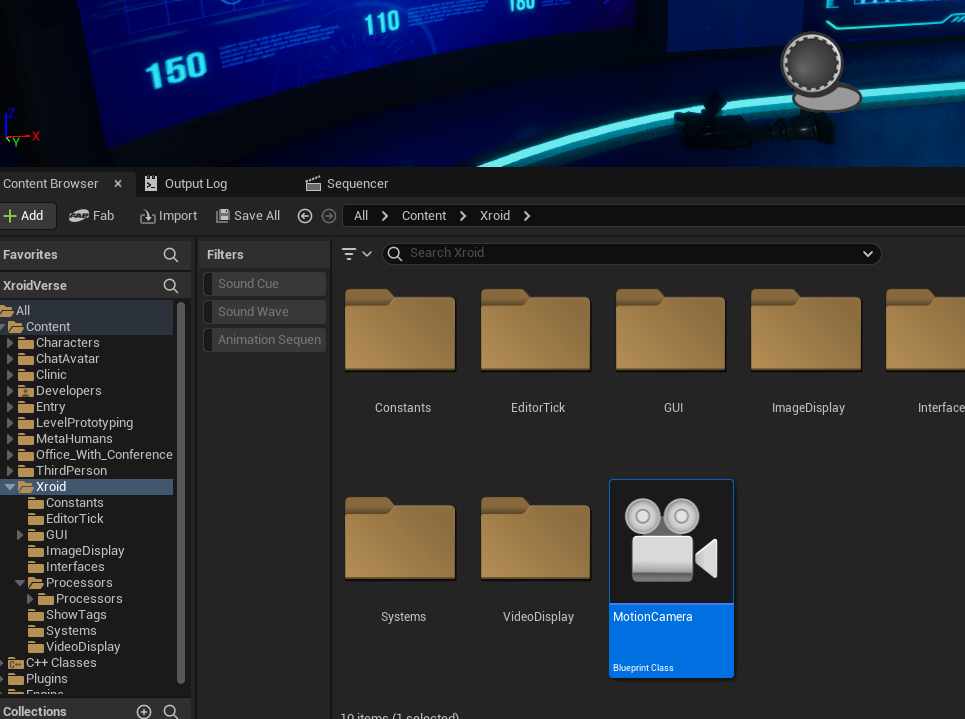 150
110
160
Z
X
Y
Content Browser
Output Log
Sequencer
Add
Fab
Import
Save All
All
Content
Xroid
Favorites
XroidVerse
All
Content
Characters
ChatAvatar
Clinic
Developers
Entry
LevelPrototyping
MetaHumans
Office_With_Conference
ThirdPerson
Xroid
Constants
EditorTick
GUI
ImageDisplay
Interfaces
Processors
Processors
ShowTags
Systems
VideoDisplay
C++ Classes
Plugins
Engine
Collections
Filters
Sound Cue
Sound Wave
Animation Sequen
Search Xroid
Constants
EditorTick
GUI
ImageDisplay
Interface
Systems
VideoDisplay
MotionCamera
Blueprint Class
10 items (1 selected)